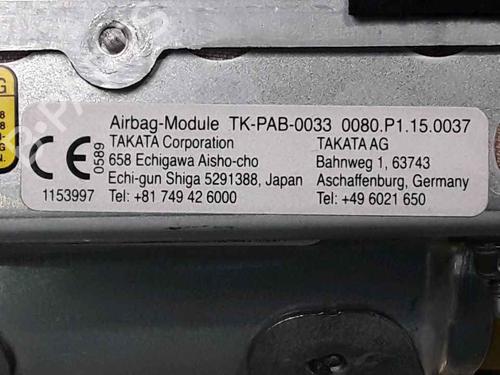 Airbag-Module TK-PAB-0033 0080.P1.15.0037
TAKATA Corporation
658 Echigawa Aisho-cho
Echi-gun Shiga 5291388, Japan
Tel: +81 749 42 6000
TAKATA AG
Bahnweg 1, 63743
Aschaffenburg, Germany
Tel: +49 6021 650
CE
0589
1153997